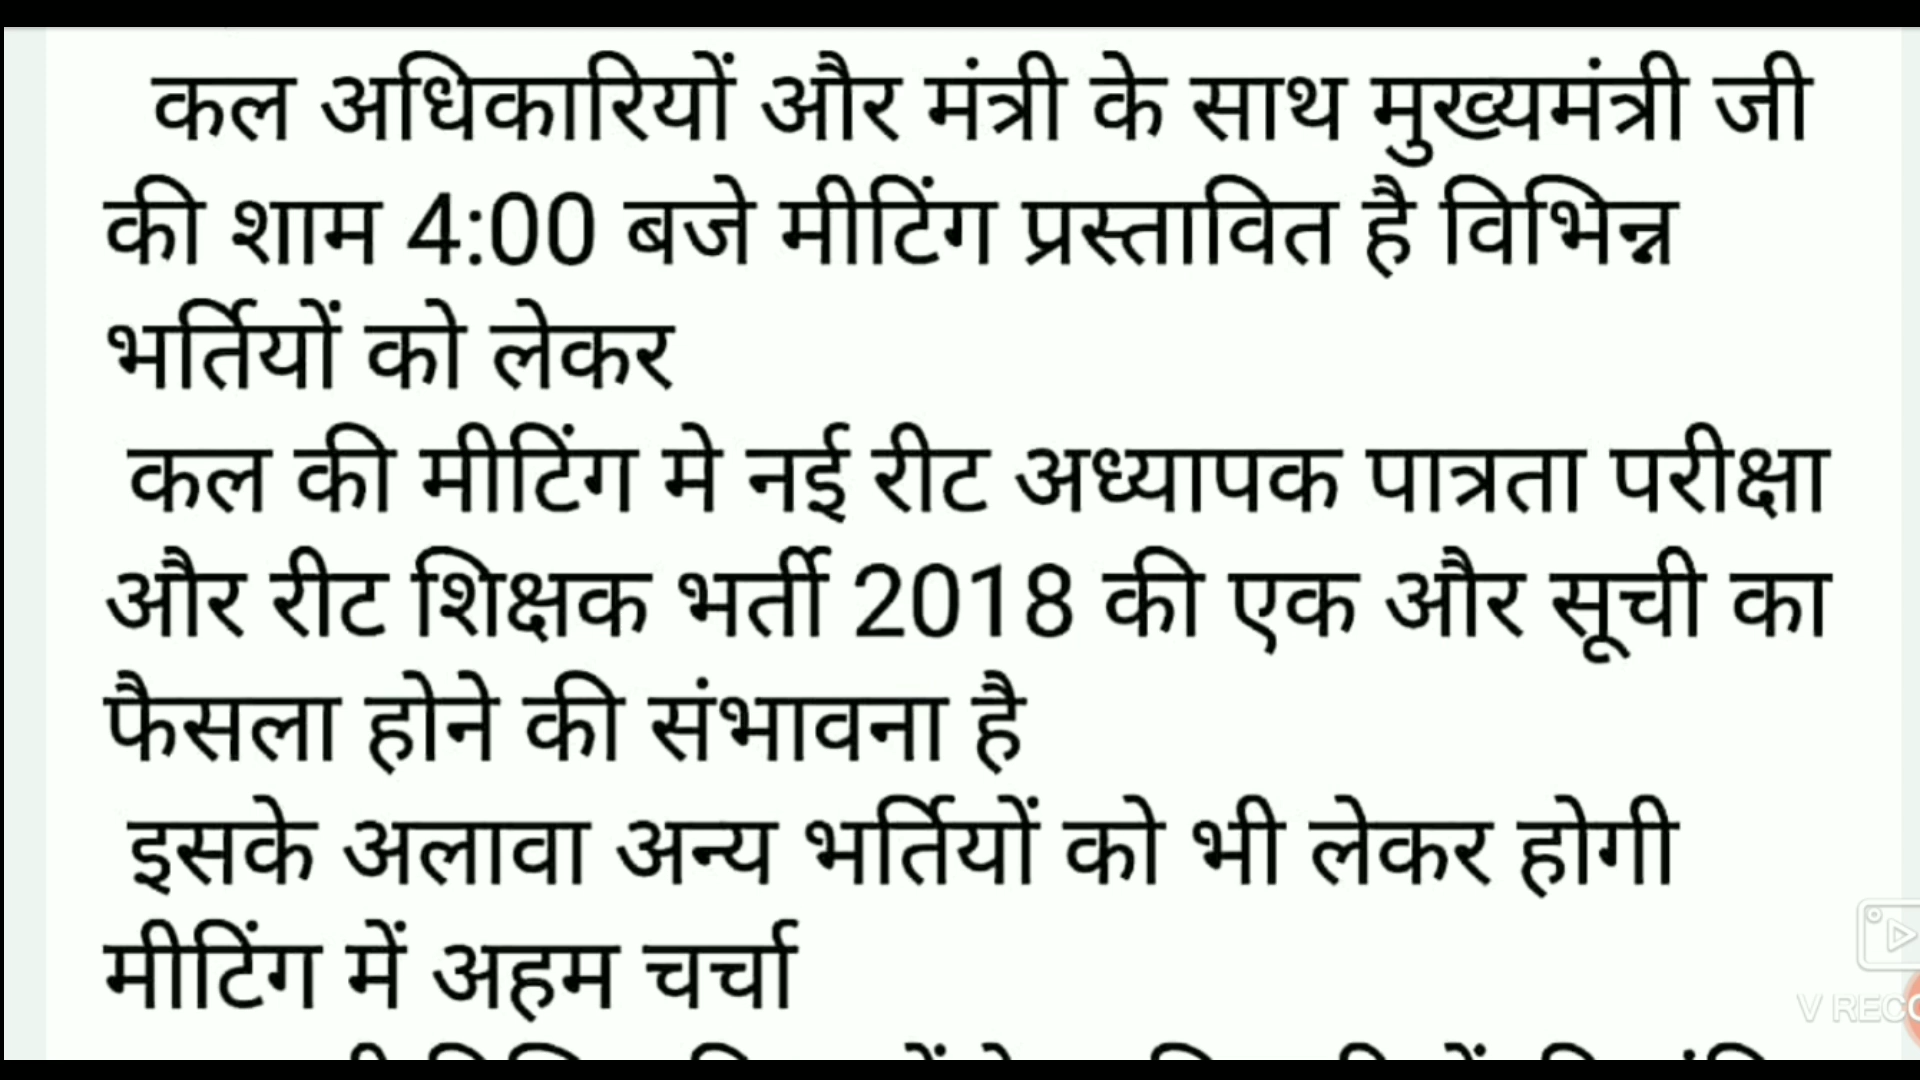 कल अधिकारियों और मंत्री के साथ मुख्यमंत्री जी
की शाम 4:00 बजे मीटिंग प्रस्तावित है विभिन्न
भर्तियों को लेकर
कल की मीटिंग मे नई रीट अध्यापक पात्रता परीक्षा
और रीट शिक्षक भर्ती 2018 की एक और सूची का
फैसला होने की संभावना है
इसके अलावा अन्य भर्तियों को भी लेकर होगी
मीटिंग में अहम चर्चा
V RECO